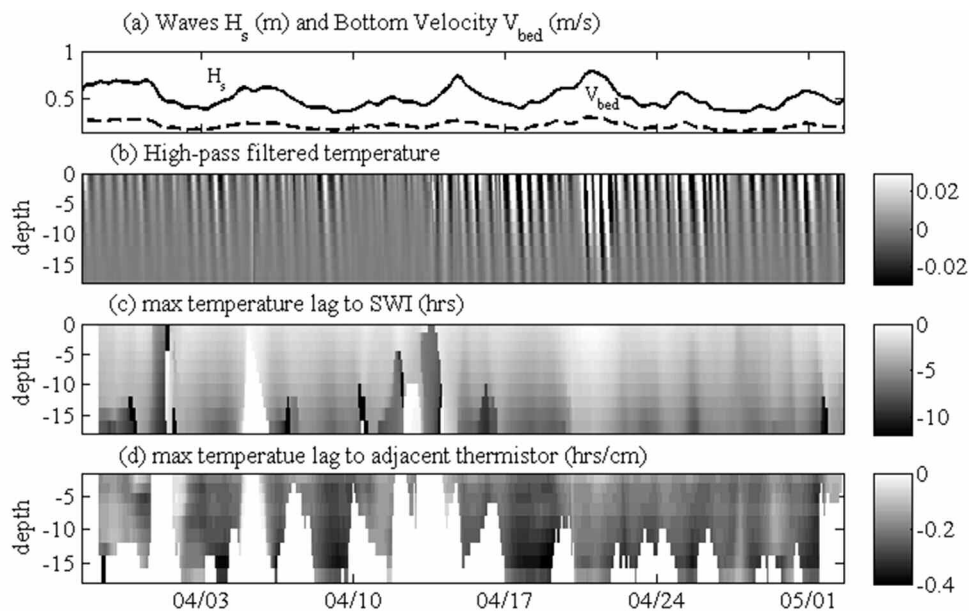 (a) Waves H_s (m) and Bottom Velocity V_bed (m/s)
1
0.5
H_s
V_bed
(b) High-pass filtered temperature
0
-5
-10
-15
depth
0.02
0
-0.02
(c) max temperature lag to SWI (hrs)
0
-5
-10
-15
depth
0
-5
-10
(d) max temperatue lag to adjacent thermistor (hrs/cm)
-5
-10
-15
depth
0
-0.2
-0.4
04/03 04/10 04/17 04/24 05/01